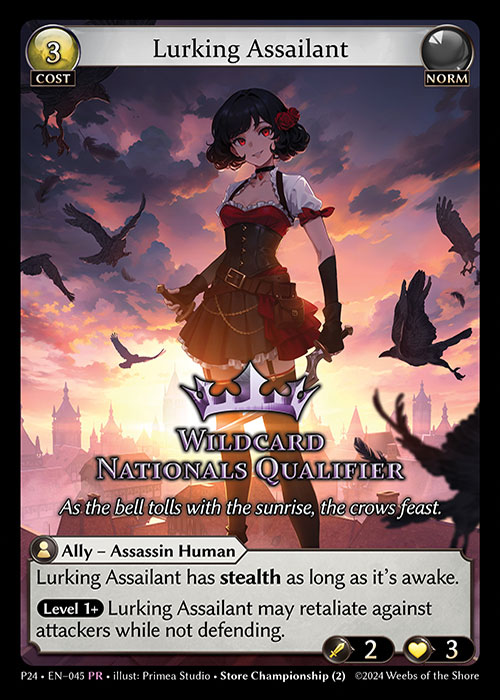 3
COST
Lurking Assailant
NORM
WILDCARD
NATIONALS QUALIFIER
As the bell tolls with the sunrise, the crows feast.
Ally – Assassin Human
Lurking Assailant has stealth as long as it's awake.
Level 1+ Lurking Assailant may retaliate against
attackers while not defending.
2
3
P24 • EN–045 PR • illust: Primea Studio • Store Championship (2) ©2024 Weebs of the Shore